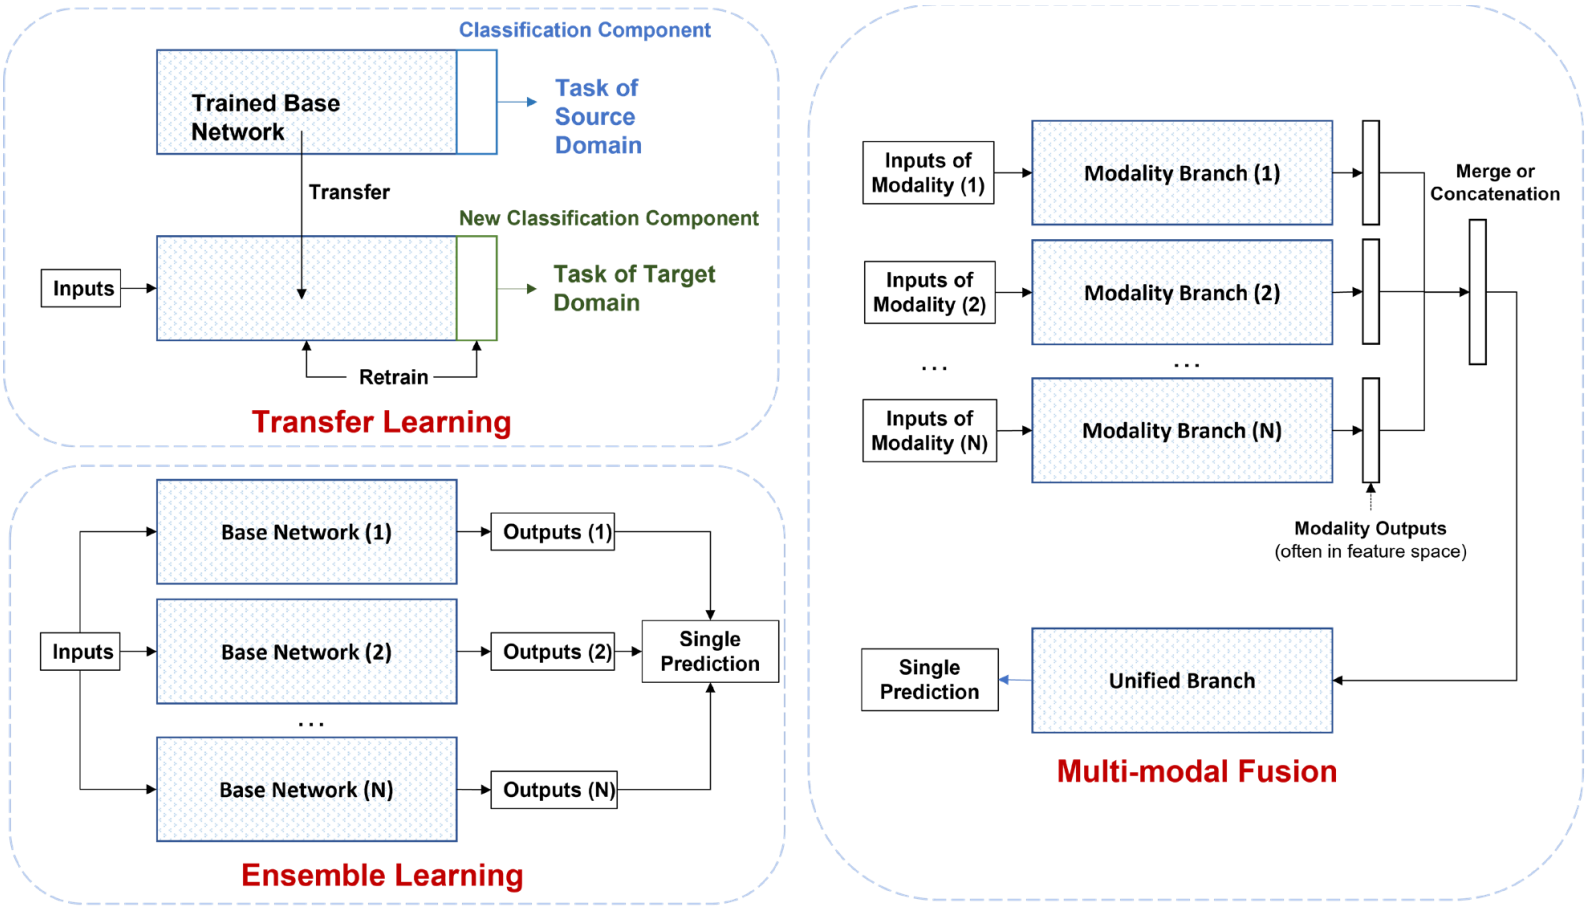 Classification Component
Trained Base
Network
Task of
Source
Domain
Transfer
New Classification Component
Inputs
Task of Target
Domain
Retrain
Transfer Learning
Base Network (1)
Outputs (1)
Inputs
Base Network (2)
Outputs (2)
Single
Prediction
...
Base Network (N)
Outputs (N)
Ensemble Learning
Inputs of
Modality (1)
Modality Branch (1)
Merge or
Concatenation
Inputs of
Modality (2)
Modality Branch (2)
...
...
Inputs of
Modality (N)
Modality Branch (N)
Modality Outputs
(often in feature space)
Single
Prediction
Unified Branch
Multi-modal Fusion